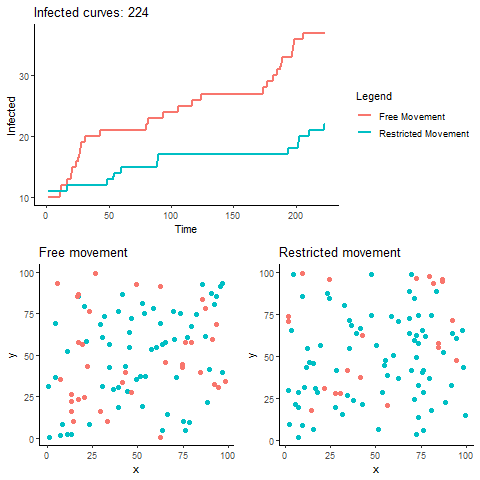 Infected curves: 224
Infected
30
20
10
0
50
100
150
200
Time
Legend
Free Movement
Restricted Movement
Free movement
y
100
75
50
25
0
0
25
50
75
100
x
Restricted movement
y
100
75
50
25
0
0
25
50
75
100
x